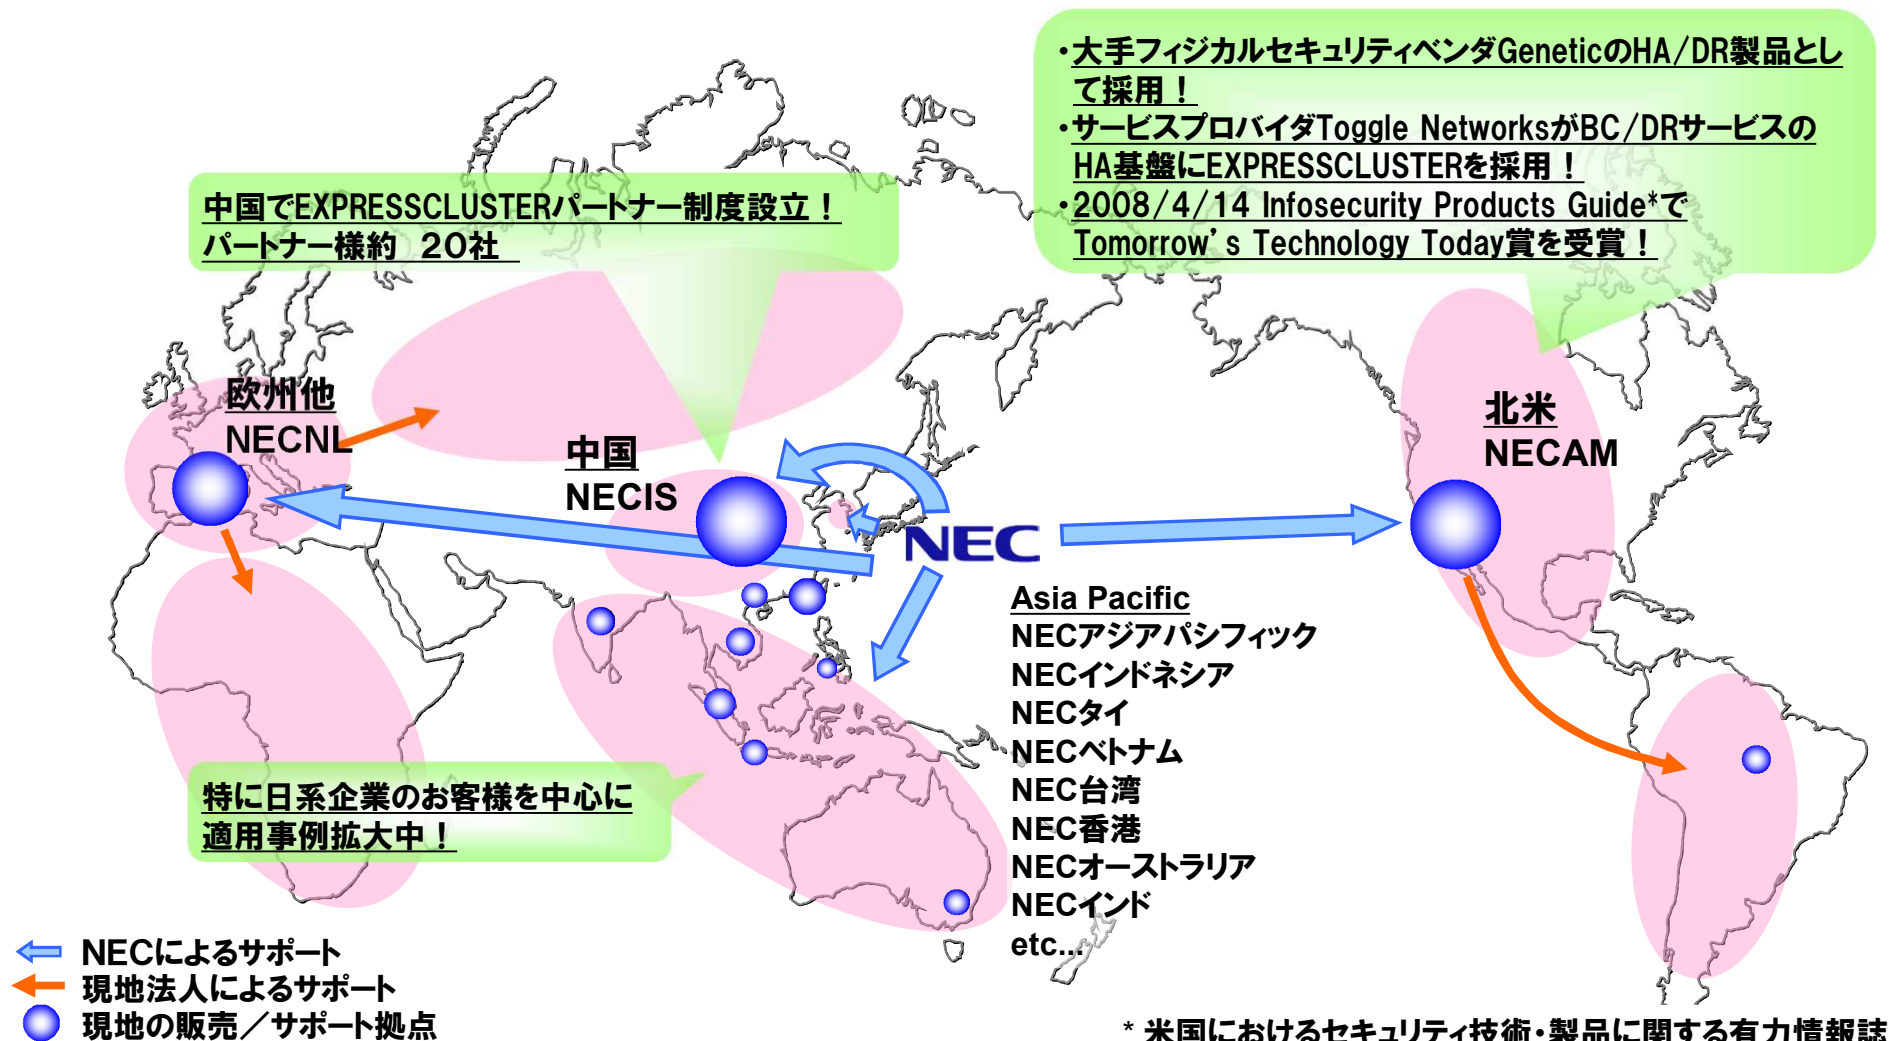 ・大手フィジカルセキュリティベンダGeneticのHA/DR製品とし
て採用！
・サービスプロバイダToggle NetworksがBC/DRサービスの
HA基盤にEXPRESSCLUSTERを採用！
・2008/4/14 Infosecurity Products Guide*で
Tomorrow's Technology Today賞を受賞！
中国でEXPRESSCLUSTERパートナー制度設立！
パートナー様約 20社
欧州他
NECNL
中国
NECIS
北米
NECAM
NEC
Asia Pacific
NECアジアパシフィック
NECインドネシア
NECタイ
NECベトナム
NEC台湾
NEC香港
NECオーストラリア
NECインド
etc...
特に日系企業のお客様を中心に
適用事例拡大中！
NECによるサポート
現地法人によるサポート
現地の販売／サポート拠点
* 米国におけるセキュリティ技術・製品に関する有力情報誌